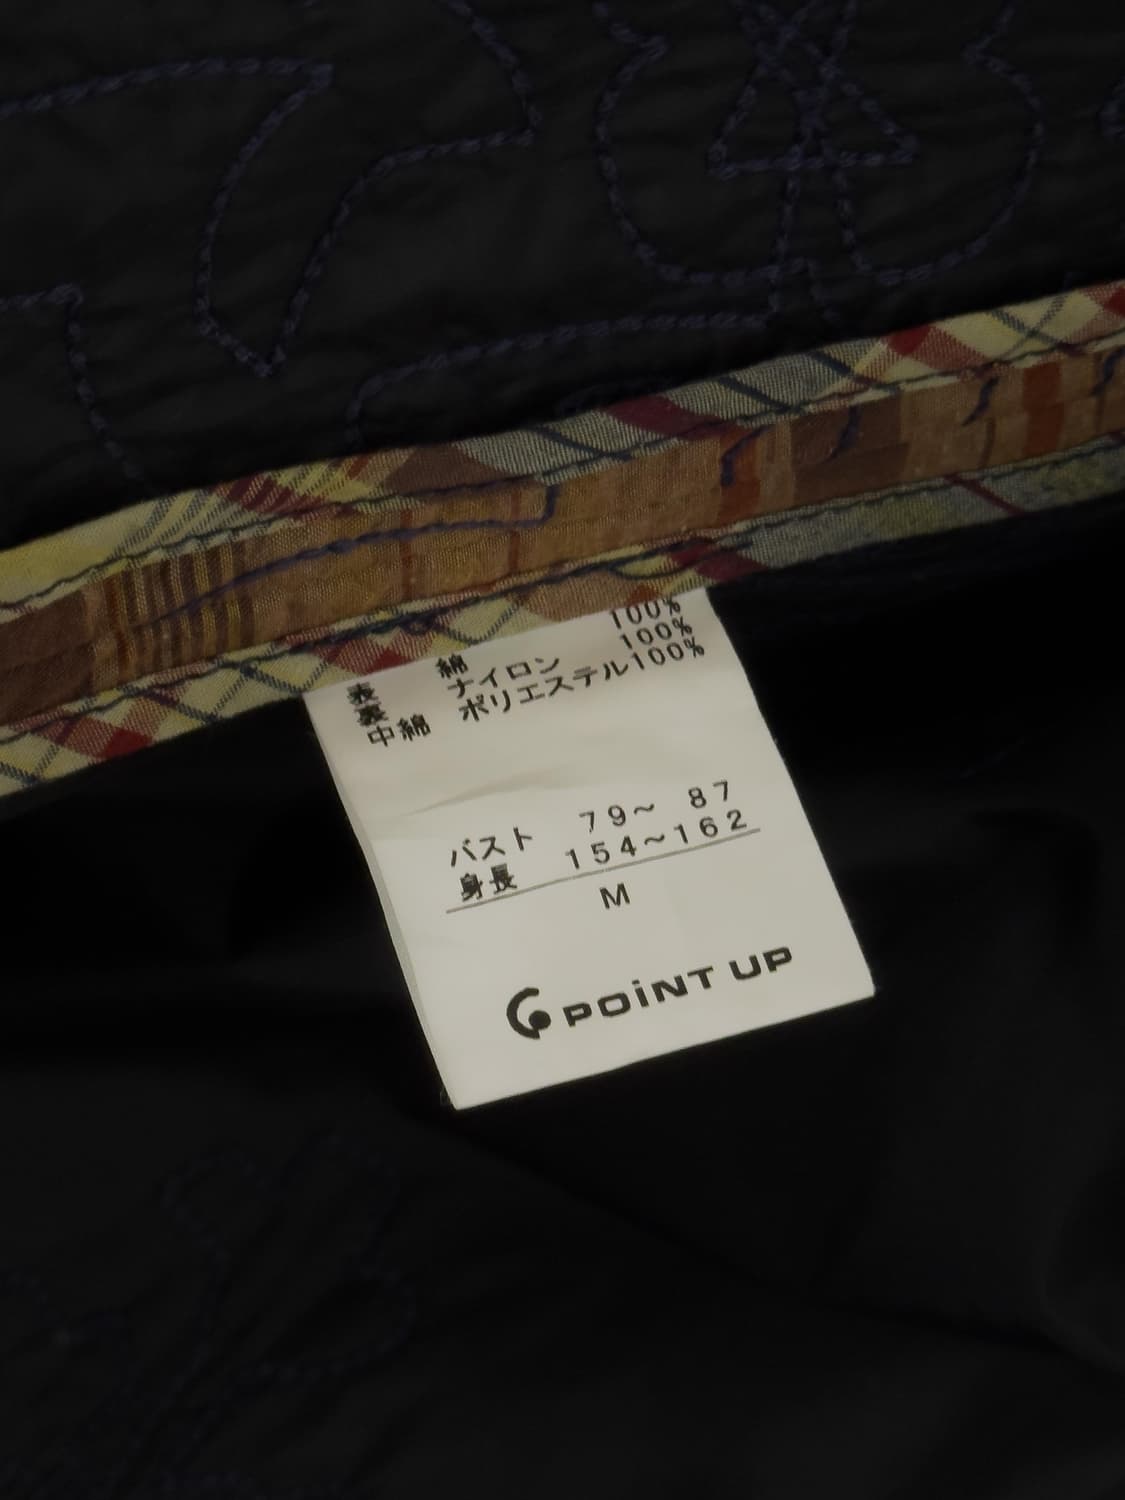 表 綿 100%
裏 ナイロン 100%
中綿 ポリエステル100%
バスト 79～ 87
身長 154～162
M
POiNT UP